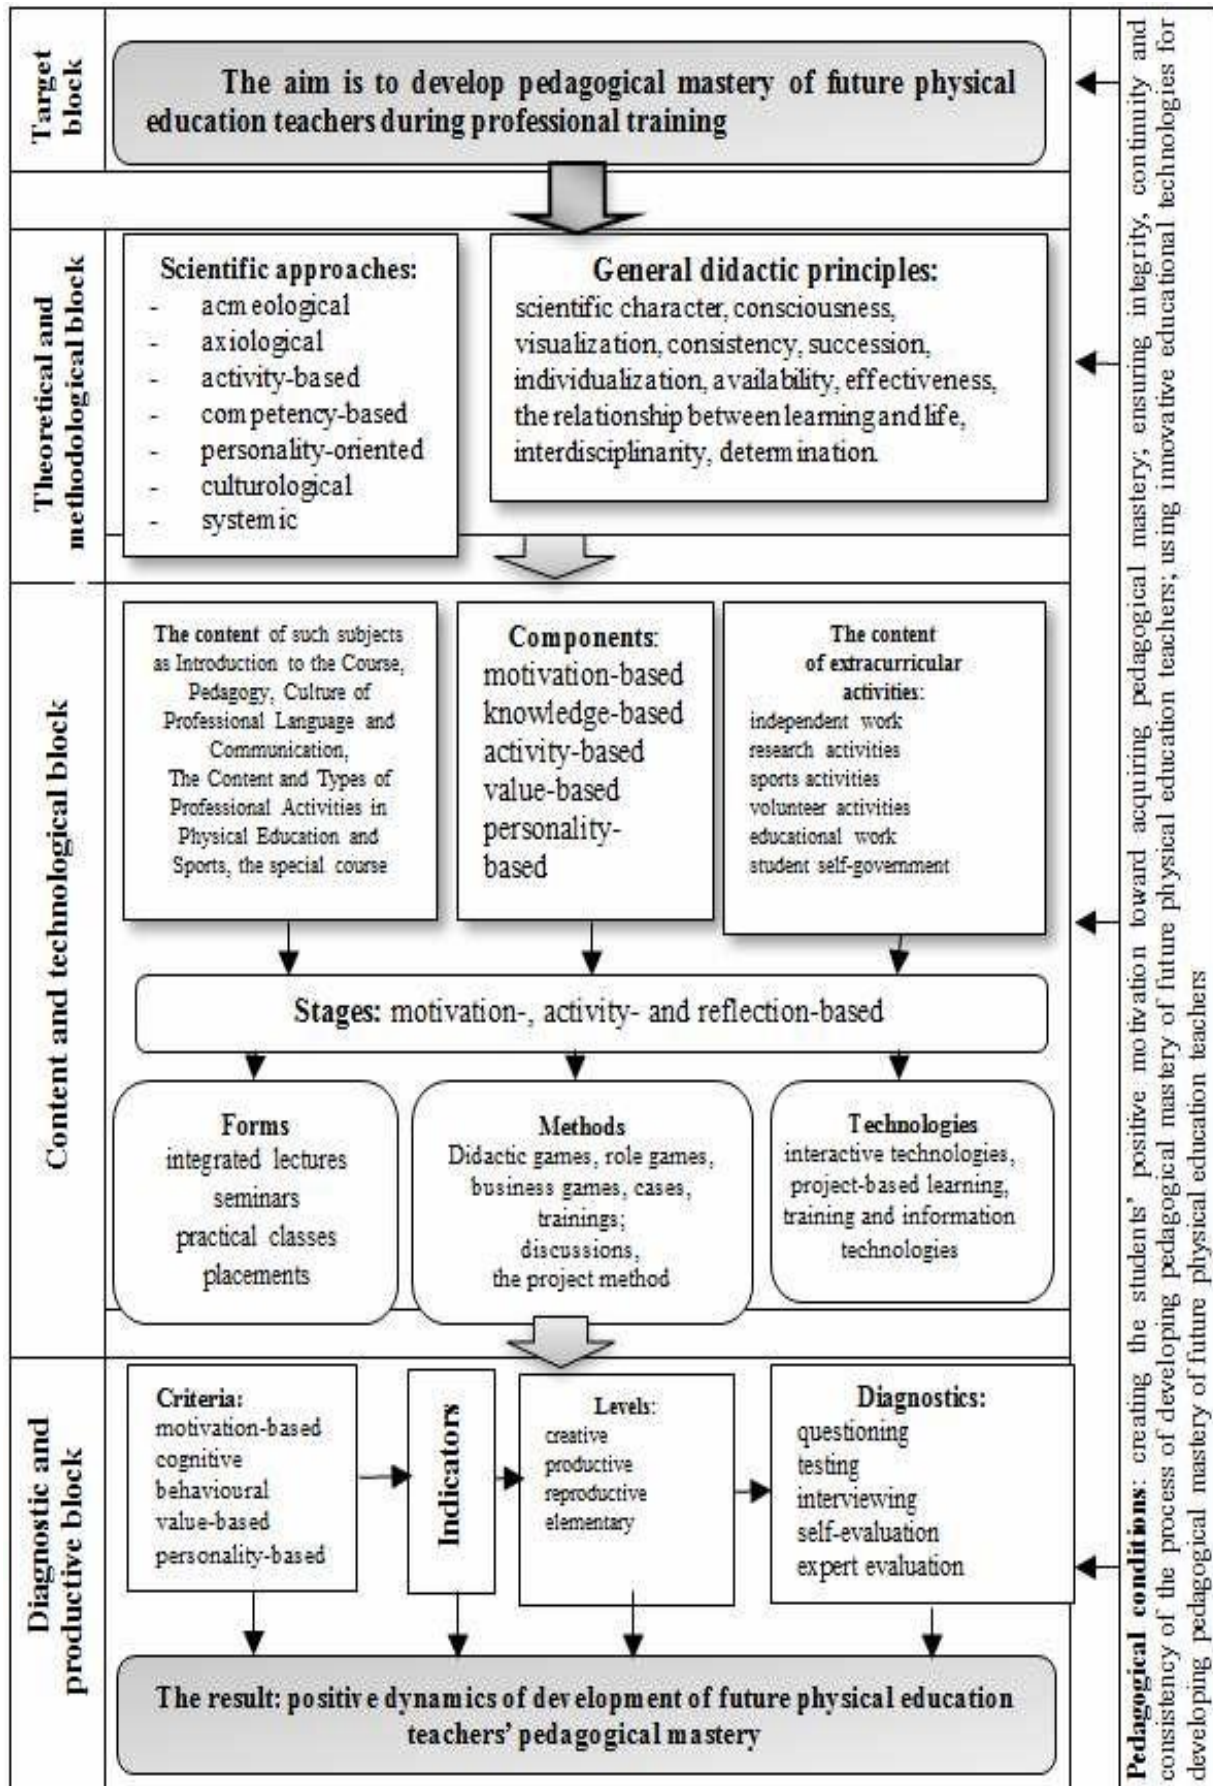 Target
block
The aim is to develop pedagogical mastery of future physical
education teachers during professional training
Theoretical and
methodological block
Scientific approaches:
- acmeological
- axiological
- activity-based
- competency-based
- personality-oriented
- culturological
- systemic
General didactic principles:
scientific character, consciousness,
visualization, consistency, succession,
individualization, availability, effectiveness,
the relationship between learning and life,
interdisciplinarity, determination.
Content and technological block
The content of such subjects
as Introduction to the Course,
Pedagogy, Culture of
Professional Language and
Communication,
The Content and Types of
Professional Activities in
Physical Education and
Sports, the special course
Components:
motivation-based
knowledge-based
activity-based
value-based
personality-
based
The content
of extracurricular
activities:
independent work
research activities
sports activities
volunteer activities
educational work
student self-government
Stages: motivation-, activity- and reflection-based
Forms
integrated lectures
seminars
practical classes
placements
Methods
Didactic games, role games,
business games, cases,
trainings;
discussions,
the project method
Technologies
interactive technologies,
project-based learning,
training and information
technologies
Diagnostic and
productive block
Criteria:
motivation-based
cognitive
behavioural
value-based
personality-based
Indicators
Levels:
creative
productive
reproductive
elementary
Diagnostics:
questioning
testing
interviewing
self-evaluation
expert evaluation
The result: positive dynamics of development of future physical education
teachers' pedagogical mastery
Pedagogical conditions: creating the students' positive motivation toward acquiring pedagogical mastery; ensuring integrity, continuity and
consistency of the process of developing pedagogical mastery of future physical education teachers; using innovative educational technologies for
developing pedagogical mastery of future physical education teachers